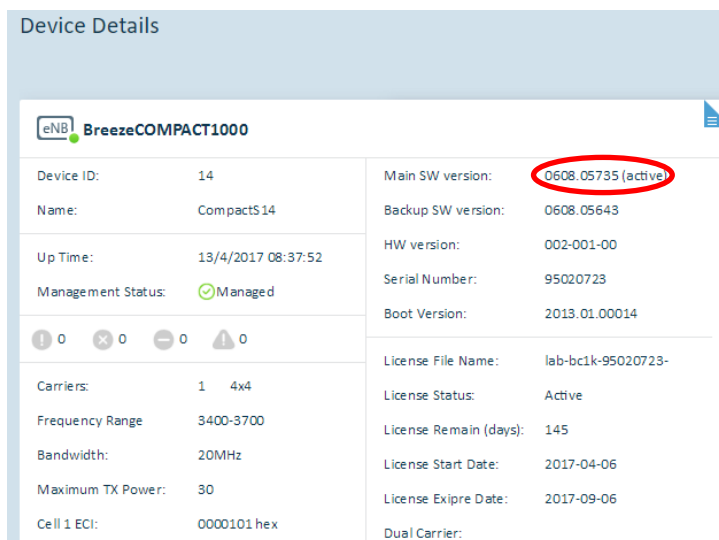 Device Details
eNB BreezeCOMPACT1000
Device ID: 14
Name: CompactS14
Up Time: 13/4/2017 08:37:52
Management Status: Managed
0 0 0 0
Carriers: 1 4x4
Frequency Range 3400-3700
Bandwidth: 20MHz
Maximum TX Power: 30
Cell 1 ECI: 0000101 hex
Main SW version: 0608.05735 (active)
Backup SW version: 0608.05643
HW version: 002-001-00
Serial Number: 95020723
Boot Version: 2013.01.00014
License File Name: lab-bc1k-95020723-
License Status: Active
License Remain (days): 145
License Start Date: 2017-04-06
License Exipre Date: 2017-09-06
Dual Carrier: